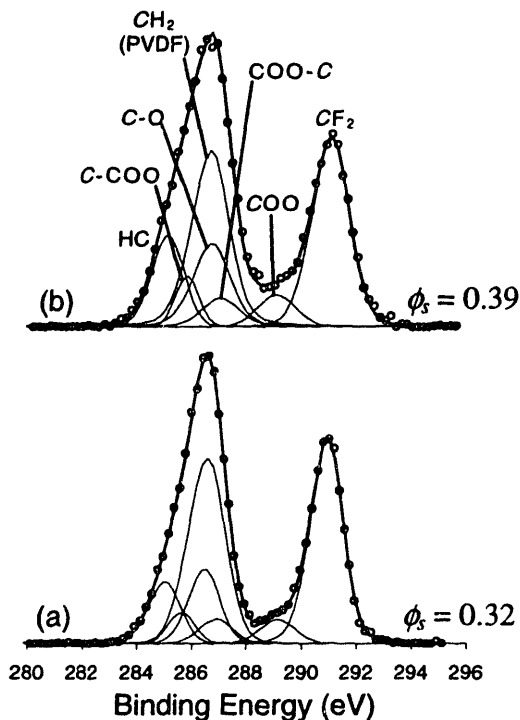 CH₂
(PVDF)
COO-C
C-O
CF₂
C-COO
COO
HC
(b)
ϕₛ = 0.39
(a)
ϕₛ = 0.32
280 282 284 286 288 290 292 294 296
Binding Energy (eV)